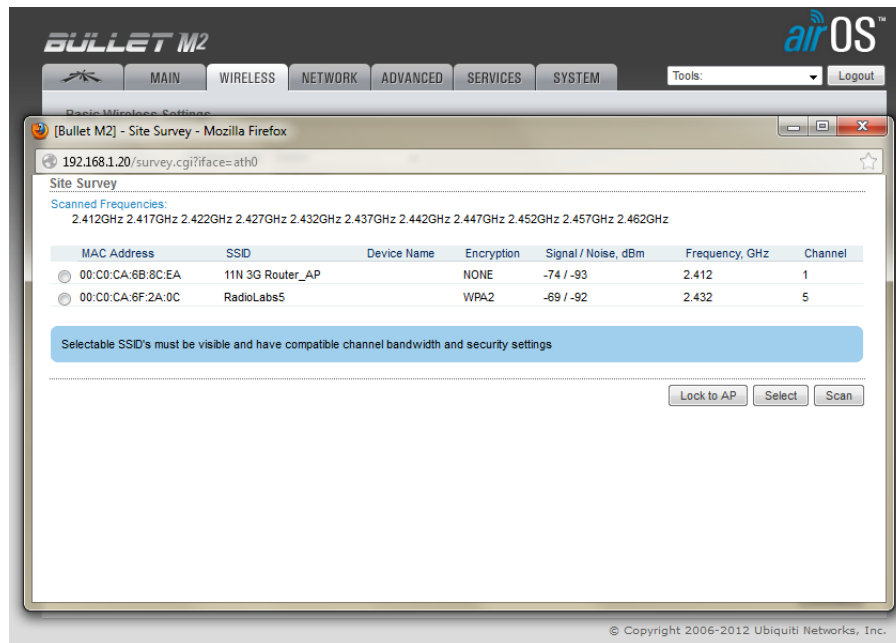 BULLET M2
airOS™
MAIN WIRELESS NETWORK ADVANCED SERVICES SYSTEM Tools: Logout
Basic Wireless Settings
[Bullet M2] - Site Survey - Mozilla Firefox
192.168.1.20/survey.cgi?iface=ath0
Site Survey
Scanned Frequencies:
2.412GHz 2.417GHz 2.422GHz 2.427GHz 2.432GHz 2.437GHz 2.442GHz 2.447GHz 2.452GHz 2.457GHz 2.462GHz
MAC Address SSID Device Name Encryption Signal / Noise, dBm Frequency, GHz Channel
00:C0:CA:6B:8C:EA 11N 3G Router_AP NONE -74 / -93 2.412 1
00:C0:CA:6F:2A:0C RadioLabs5 WPA2 -69 / -92 2.432 5
Selectable SSID's must be visible and have compatible channel bandwidth and security settings
Lock to AP Select Scan
© Copyright 2006-2012 Ubiquiti Networks, Inc.